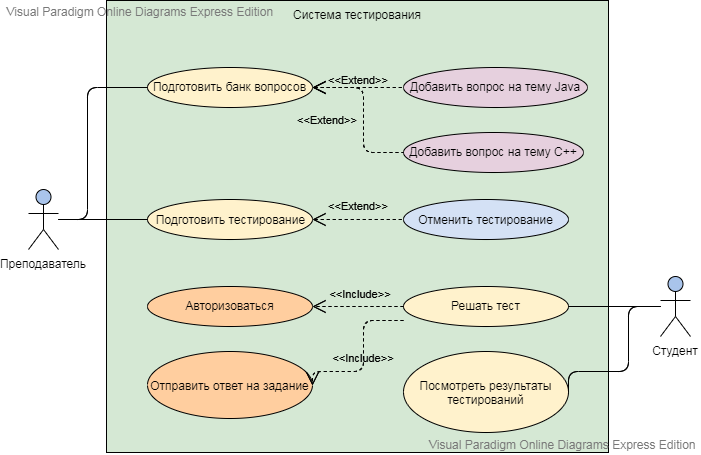 Visual Paradigm Online Diagrams Express Edition
Система тестирования
Подготовить банк вопросов
<<Extend>>
Добавить вопрос на тему Java
<<Extend>>
Добавить вопрос на тему C++
Подготовить тестирование
<<Extend>>
Отменить тестирование
Преподаватель
Авторизоваться
<<Include>>
Решать тест
Студент
Отправить ответ на задание
<<Include>>
Посмотреть результаты
тестирований
Visual Paradigm Online Diagrams Express Edition